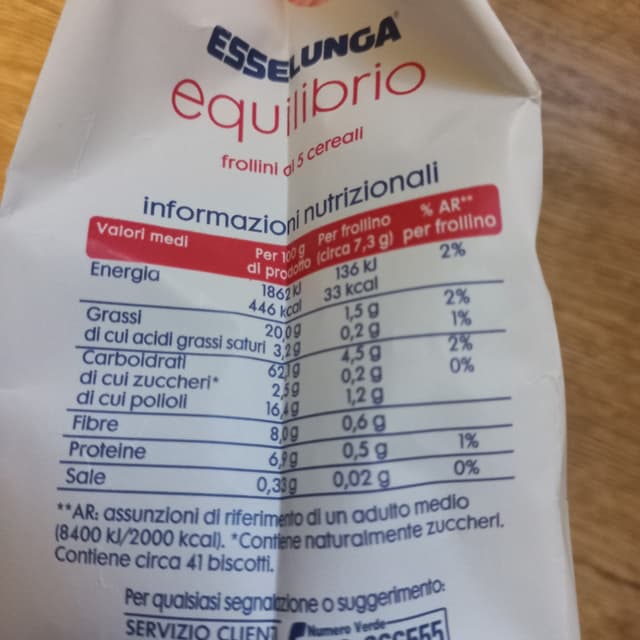 ESSELUNGA
equilibrio
frollini ai 5 cereali
informazioni nutrizionali
Valori medi Per 100 g di prodotto Per frollino (circa 7,3 g) % AR** per frollino
Energia 1862 kJ 136 kJ 2%
446 kcal 33 kcal
Grassi 20,0 g 1,5 g 2%
di cui acidi grassi saturi 3,2 g 0,2 g 1%
Carboidrati 62,1 g 4,5 g 2%
di cui zuccheri* 2,5 g 0,2 g 0%
di cui polioli 16,4 g 1,2 g
Fibre 8,0 g 0,6 g
Proteine 6,9 g 0,5 g 1%
Sale 0,33 g 0,02 g 0%
**AR: assunzioni di riferimento di un adulto medio
(8400 kJ/2000 kcal). *Contiene naturalmente zuccheri.
Contiene circa 41 biscotti.
Per qualsiasi segnalazione o suggerimento:
SERVIZIO CLIENTI Numero Verde